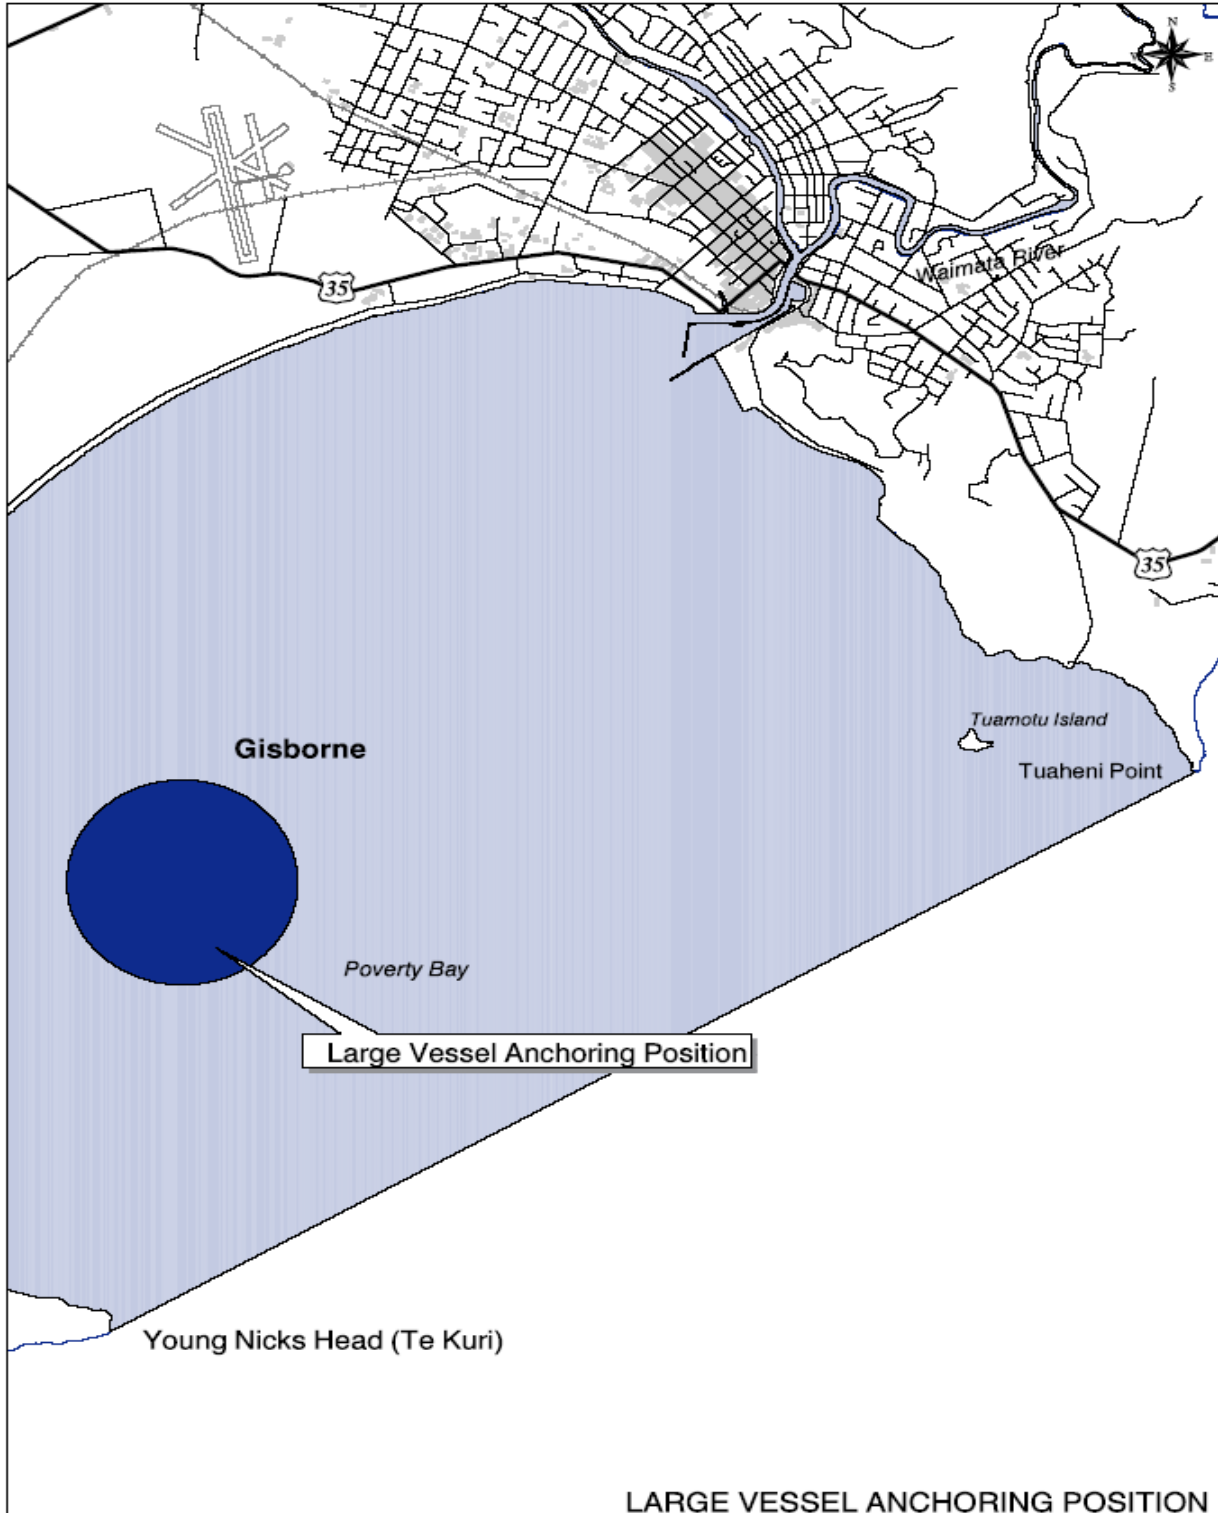 N
E
S
Waimata River
35
35
Tuamotu Island
Gisborne
Tuaheni Point
Poverty Bay
Large Vessel Anchoring Position
Young Nicks Head (Te Kuri)
LARGE VESSEL ANCHORING POSITION